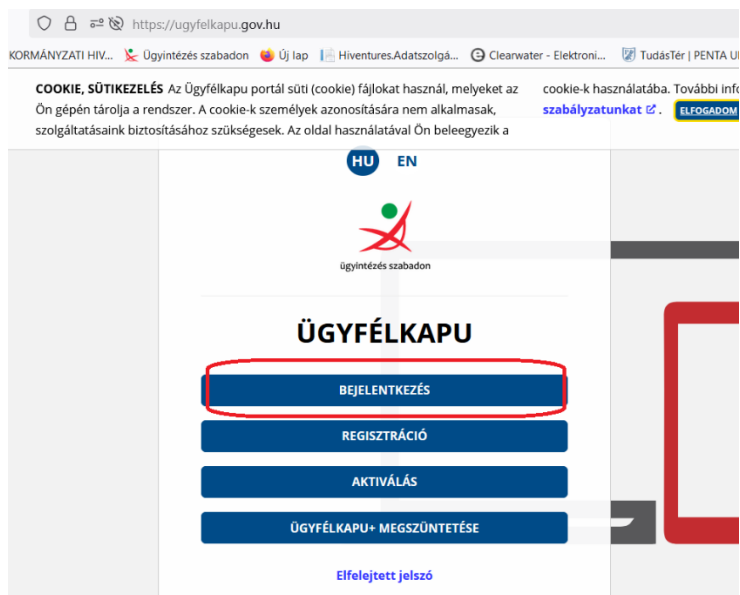 https://ugyfelkapu.gov.hu
KORMÁNYZATI HIV... Ügyintézés szabadon Új lap Hiventures.Adatszolgá... Clearwater - Elektroni... TudásTér | PENTA
COOKIE, SÜTIKEZELÉS Az Ügyfélkapu portál süti (cookie) fájlokat használ, melyeket az
Ön gépén tárolja a rendszer. A cookie-k személyek azonosítására nem alkalmasak,
szolgáltatásaink biztosításához szükségesek. Az oldal használatával Ön beleegyezik a
cookie-k használatába. További
szabályzatunkat. ELFOGADOM
HU EN
ügyintézés szabadon
ÜGYFÉLKAPU
BEJELENTKEZÉS
REGISZTRÁCIÓ
AKTIVÁLÁS
ÜGYFÉLKAPU+ MEGSZÜNTETÉSE
Elfelejtett jelszó